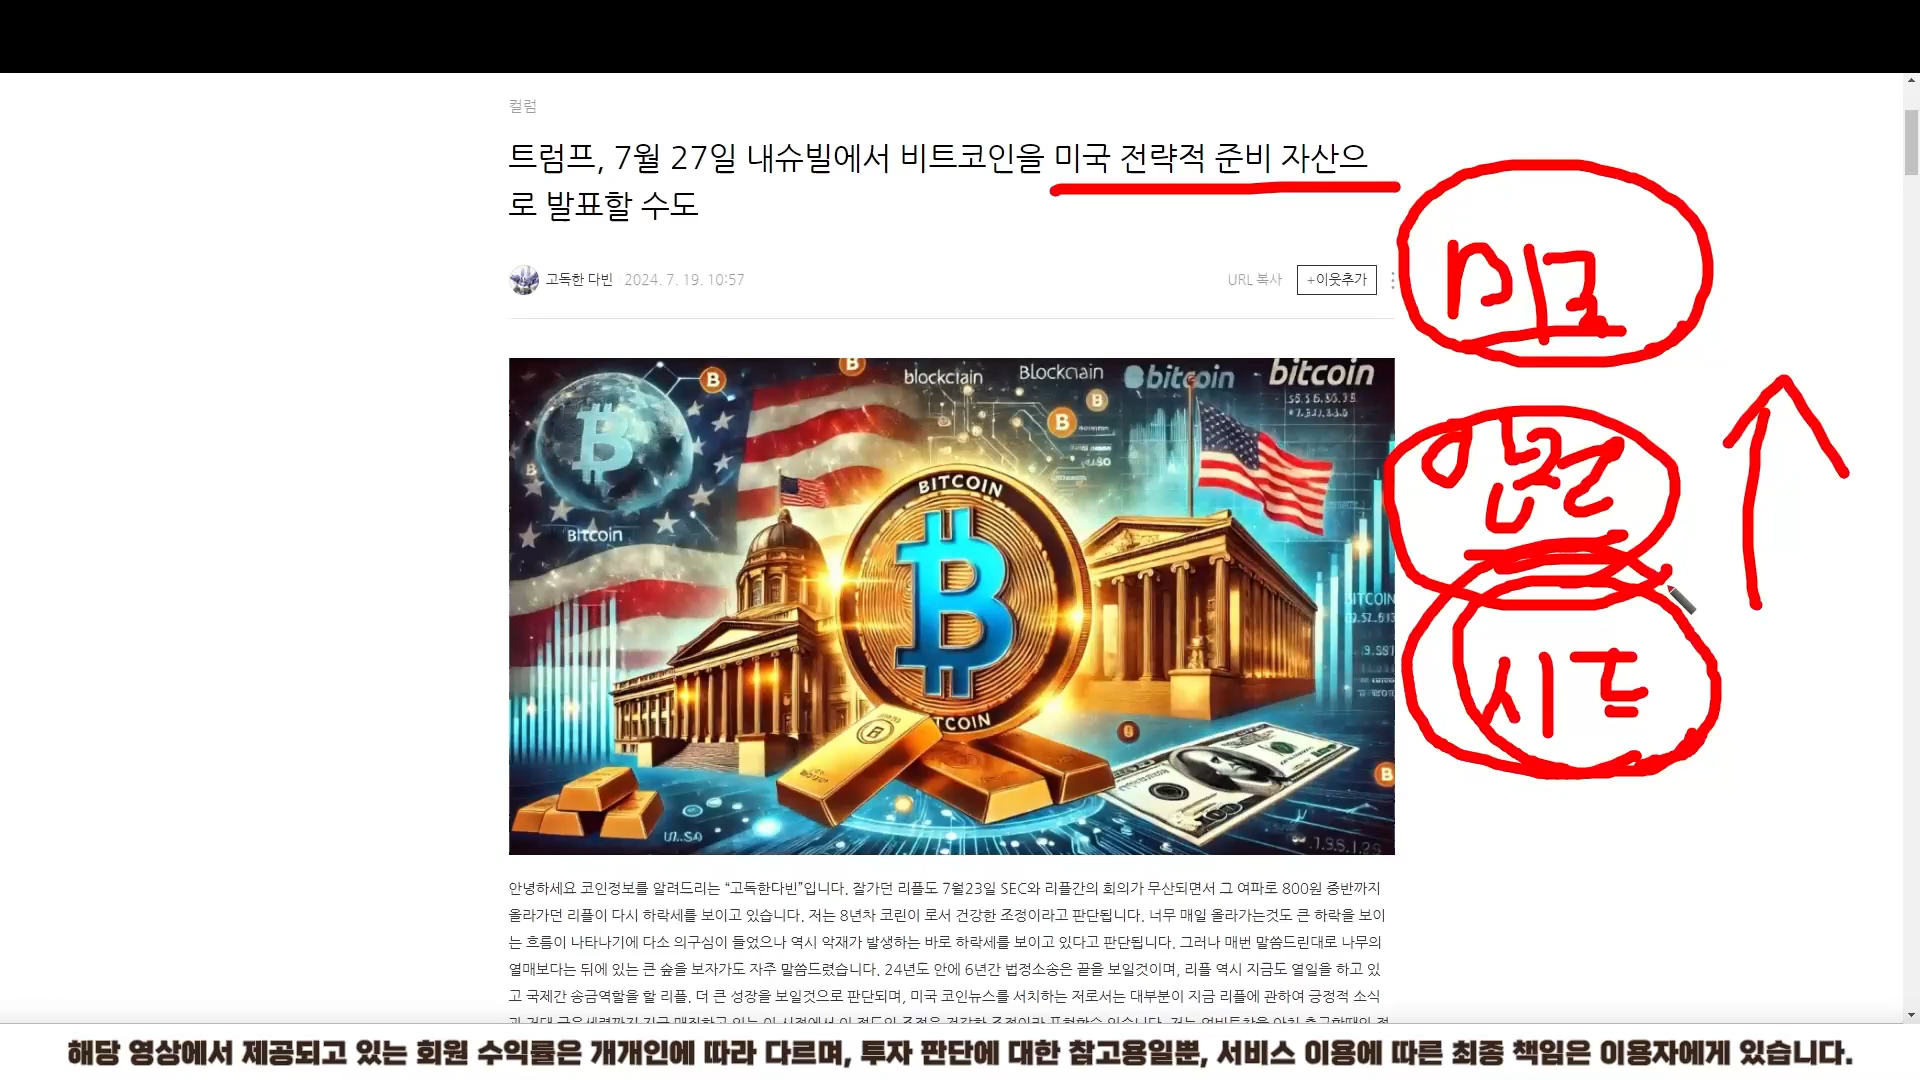 컬럼
트럼프, 7월 27일 내슈빌에서 비트코인을 미국 전략적 준비 자산으
로 발표할 수도
고독한 다빈 2024. 7. 19. 10:57
URL 복사 +이웃추가
미국
언론
시드
blockclain Blockcain bitcoin bitcoin
BITCOIN
Bitcoin
BITCOIN
TCOIN
안녕하세요 코인정보를 알려드리는 “고독한다빈”입니다. 잘가던 리플도 7월23일 SEC와 리플간의 회의가 무산되면서 그 여파로 800원 중반까지
올라가던 리플이 다시 하락세를 보이고 있습니다. 저는 8년차 코린이 로서 건강한 조정이라고 판단됩니다. 너무 매일 올라가는것도 큰 하락을 보이
는 흐름이 나타나기에 다소 의구심이 들었으나 역시 악재가 발생하는 바로 하락세를 보이고 있다고 판단됩니다. 그러나 매번 말씀드린대로 나무의
열매보다는 뒤에 있는 큰 숲을 보자가도 자주 말씀드렸습니다. 24년도 안에 6년간 법정소송은 끝을 보일것이며, 리플 역시 지금도 열일을 하고 있
고 국제간 송금역할을 할 리플. 더 큰 성장을 보일것으로 판단되며, 미국 코인뉴스를 서치하는 저로서는 대부분이 지금 리플에 관하여 긍정적 소식
해당 영상에서 제공되고 있는 회원 수익률은 개개인에 따라 다르며, 투자 판단에 대한 참고용일뿐, 서비스 이용에 따른 최종 책임은 이용자에게 있습니다.